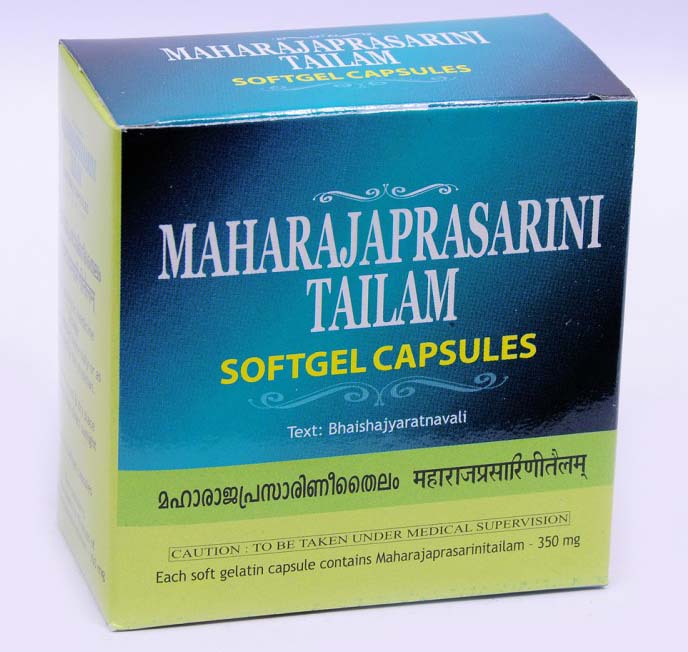 MAHARAJAPRASARINI
TAILAM
SOFTGEL CAPSULES
MAHARAJAPRASARINI
TAILAM
SOFTGEL CAPSULES
Text: Bhaishajyaratnavali
മഹാരാജപ്രസാരിണീതൈലം महाराजप्रसारिणीतैलम्
CAUTION : TO BE TAKEN UNDER MEDICAL SUPERVISION
Each soft gelatin capsule contains Maharajaprasarinitailam - 350 mg